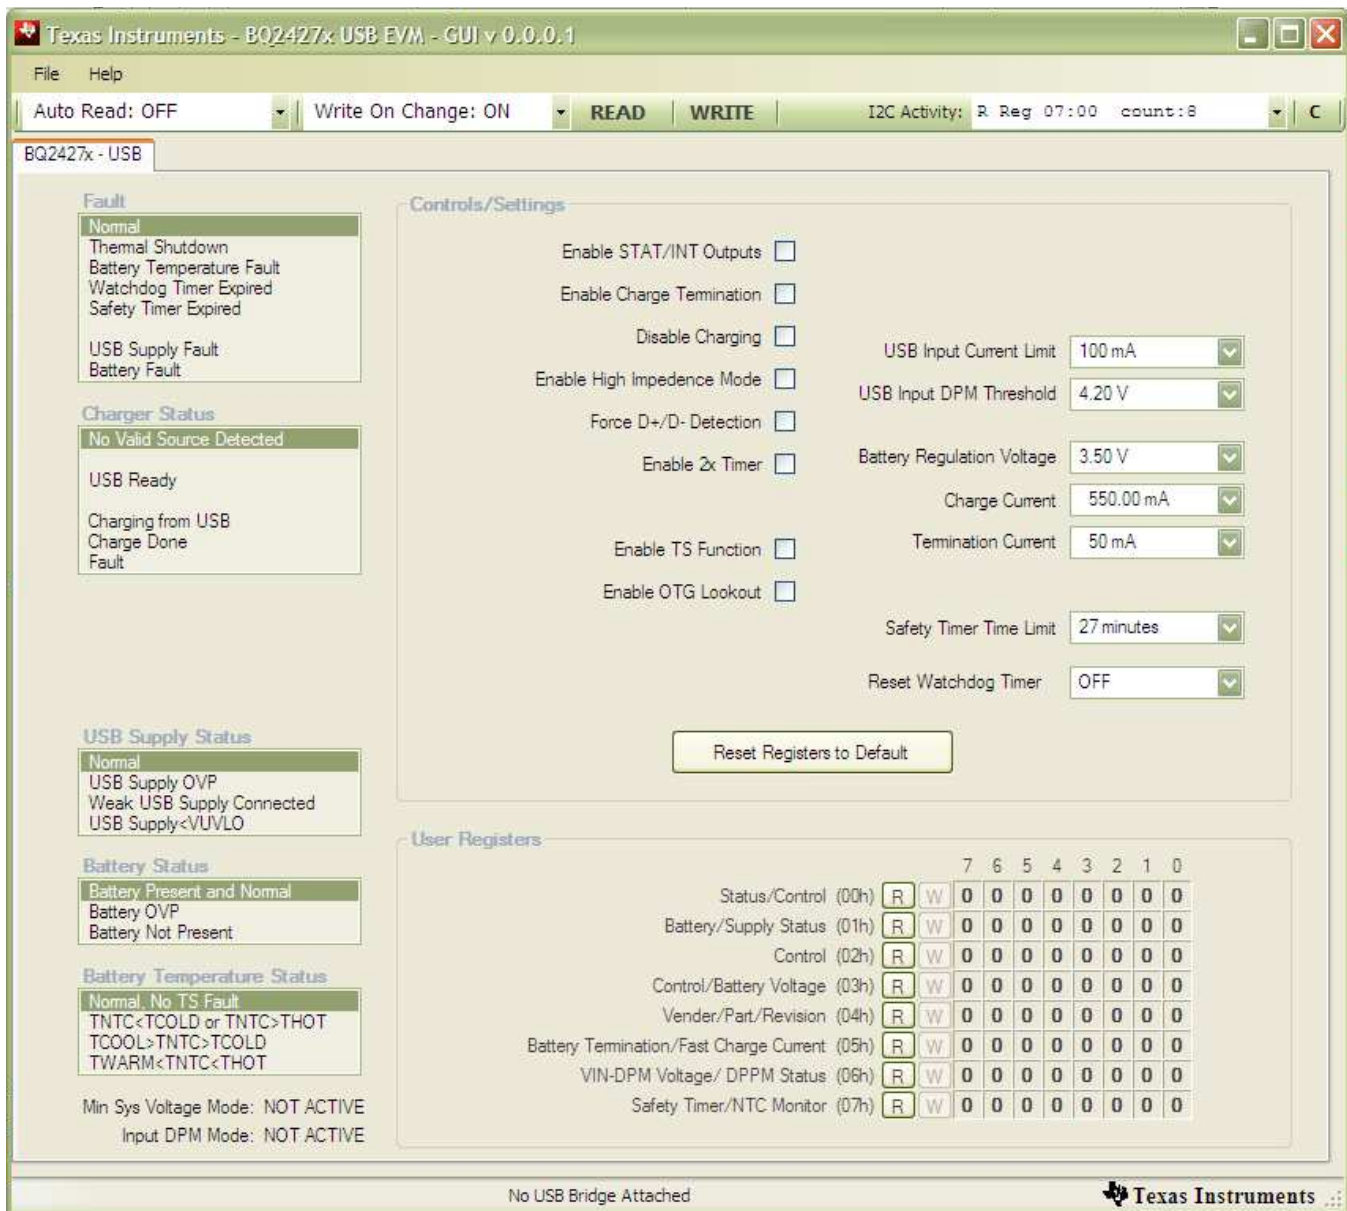 Texas Instruments - BQ2427x USB EVM - GUI v 0.0.0.1
File Help
Auto Read: OFF Write On Change: ON READ WRITE I2C Activity: R Reg 07:00 count:8 C
BQ2427x - USB
Fault
Normal
Thermal Shutdown
Battery Temperature Fault
Watchdog Timer Expired
Safety Timer Expired
USB Supply Fault
Battery Fault
Charger Status
No Valid Source Detected
USB Ready
Charging from USB
Charge Done
Fault
USB Supply Status
Normal
USB Supply OVP
Weak USB Supply Connected
USB Supply<VUVLO
Battery Status
Battery Present and Normal
Battery OVP
Battery Not Present
Battery Temperature Status
Normal, No TS Fault
TNTC<TCOLD or TNTC>THOT
TCOOL>TNTC>TCOLD
TWARM<TNTC<THOT
Min Sys Voltage Mode: NOT ACTIVE
Input DPM Mode: NOT ACTIVE
Controls/Settings
Enable STAT/INT Outputs
Enable Charge Termination
Disable Charging
Enable High Impedence Mode
Force D+/D- Detection
Enable 2x Timer
Enable TS Function
Enable OTG Lookout
USB Input Current Limit 100 mA
USB Input DPM Threshold 4.20 V
Battery Regulation Voltage 3.50 V
Charge Current 550.00 mA
Termination Current 50 mA
Safety Timer Time Limit 27 minutes
Reset Watchdog Timer OFF
Reset Registers to Default
User Registers
7 6 5 4 3 2 1 0
Status/Control (00h) R W 0 0 0 0 0 0 0 0
Battery/Supply Status (01h) R W 0 0 0 0 0 0 0 0
Control (02h) R W 0 0 0 0 0 0 0 0
Control/Battery Voltage (03h) R W 0 0 0 0 0 0 0 0
Vender/Part/Revision (04h) R W 0 0 0 0 0 0 0 0
Battery Termination/Fast Charge Current (05h) R W 0 0 0 0 0 0 0 0
VIN-DPM Voltage/ DPPM Status (06h) R W 0 0 0 0 0 0 0 0
Safety Timer/NTC Monitor (07h) R W 0 0 0 0 0 0 0 0
No USB Bridge Attached
Texas Instruments